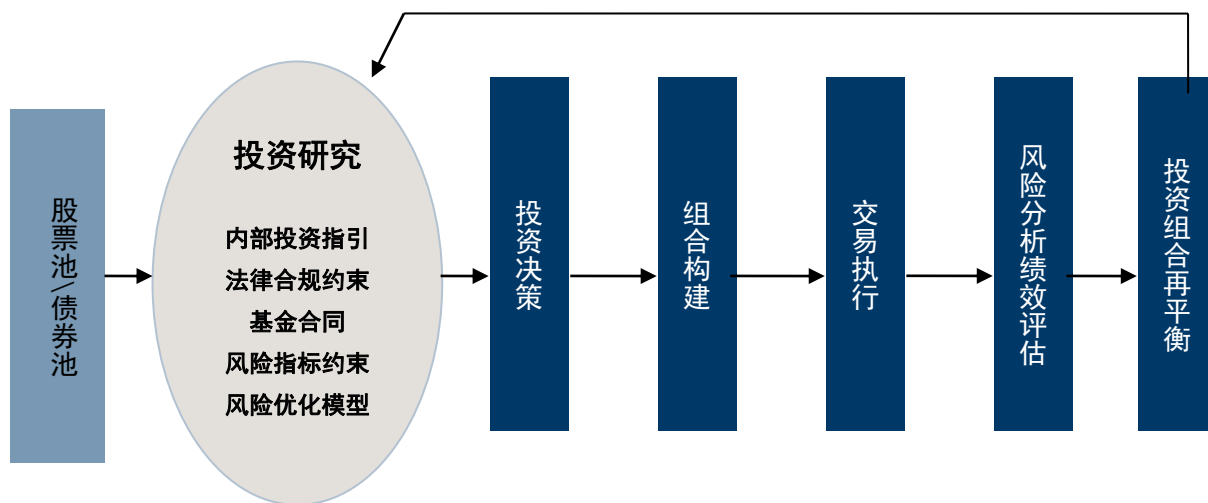 股票池\债券池
投资研究
内部投资指引
法律合规约束
基金合同
风险指标约束
风险优化模型
投资决策
组合构建
交易执行
风险分析绩效评估
投资组合再平衡